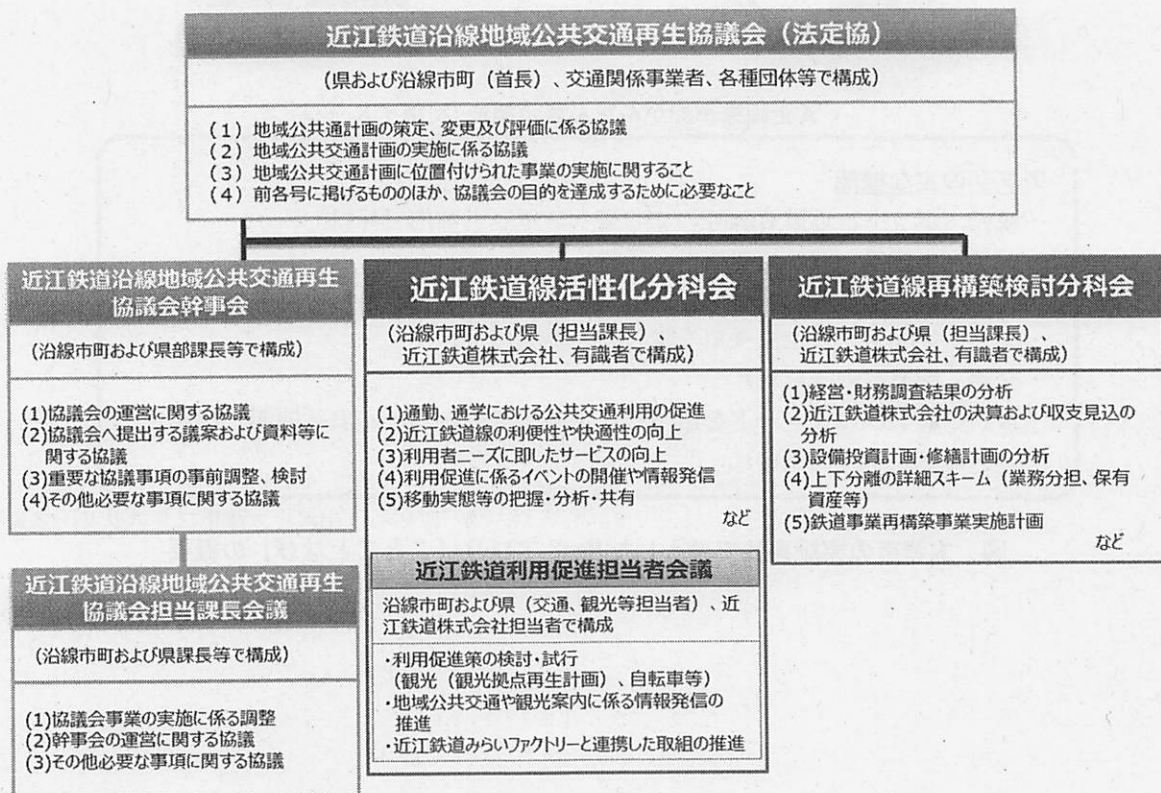 近江鉄道沿線地域公共交通再生協議会（法定協）
(県および沿線市町（首長）、交通関係事業者、各種団体等で構成)
(1) 地域公共通計画の策定、変更及び評価に係る協議
(2) 地域公共交通計画の実施に係る協議
(3) 地域公共交通計画に位置付けられた事業の実施に関すること
(4) 前各号に掲げるもののほか、協議会の目的を達成するために必要なこと
近江鉄道沿線地域公共交通再生
協議会幹事会
(沿線市町および県部課長等で構成)
(1)協議会の運営に関する協議
(2)協議会へ提出する議案および資料等に
関する協議
(3)重要な協議事項の事前調整、検討
(4)その他必要な事項に関する協議
近江鉄道沿線地域公共交通再生
協議会担当課長会議
(沿線市町および県課長等で構成)
(1)協議会事業の実施に係る調整
(2)幹事会の運営に関する協議
(3)その他必要な事項に関する協議
近江鉄道線活性化分科会
(沿線市町および県（担当課長）、
近江鉄道株式会社、有識者で構成)
(1)通勤、通学における公共交通利用の促進
(2)近江鉄道線の利便性や快適性の向上
(3)利用者ニーズに即したサービスの向上
(4)利用促進に係るイベントの開催や情報発信
(5)移動実態等の把握・分析・共有
など
近江鉄道利用促進担当者会議
沿線市町および県（交通、観光等担当者）、近
江鉄道株式会社担当者で構成
・利用促進策の検討・試行
(観光（観光拠点再生計画）、自転車等)
・地域公共交通や観光案内に係る情報発信の
推進
・近江鉄道みらいファクトリーと連携した取組の推進
近江鉄道線再構築検討分科会
(沿線市町および県（担当課長）、
近江鉄道株式会社、有識者で構成)
(1)経営・財務調査結果の分析
(2)近江鉄道株式会社の決算および収支見込の
分析
(3)設備投資計画・修繕計画の分析
(4)上下分離の詳細スキーム（業務分担、保有
資産等）
(5)鉄道事業再構築事業実施計画
など